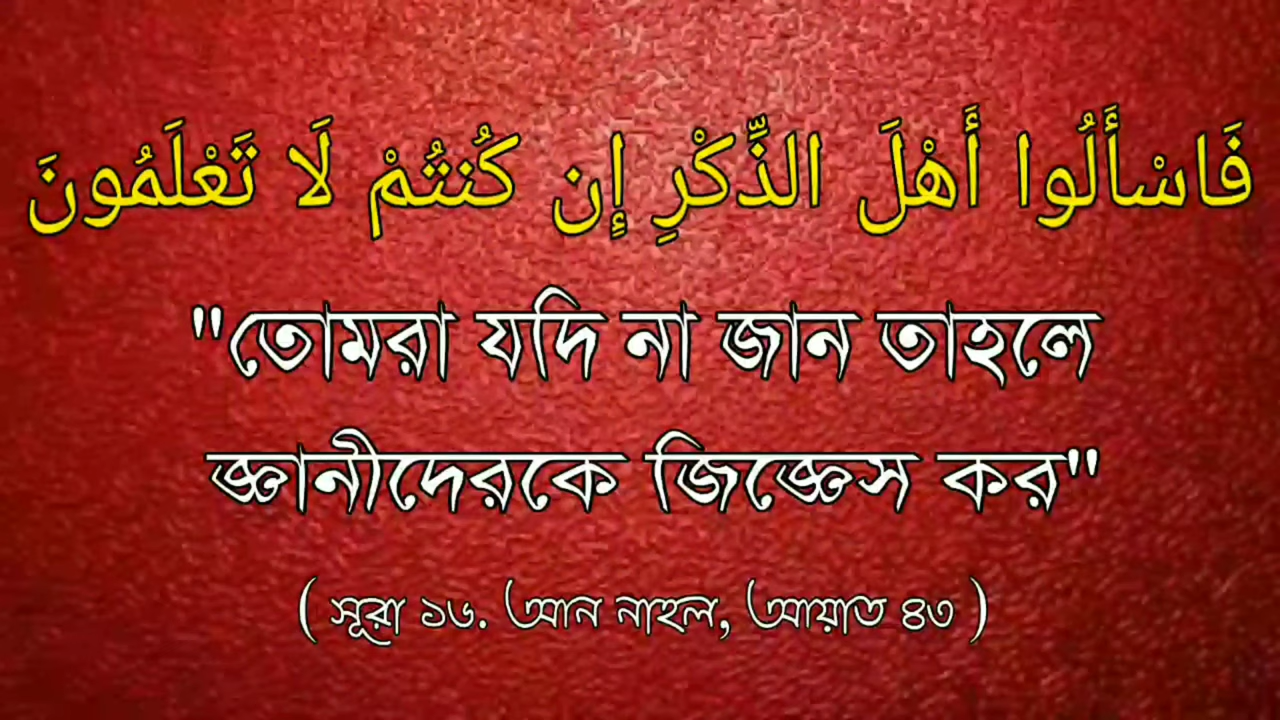 فَاسْأَلُوا أَهْلَ الذِّكْرِ إِن كُنتُمْ لَا تَعْلَمُونَ
"তোমরা যদি না জান তাহলে
জ্ঞানীদেরকে জিজ্ঞেস কর"
( সূরা ১৬. আন নাহল, আয়াত ৪৩ )